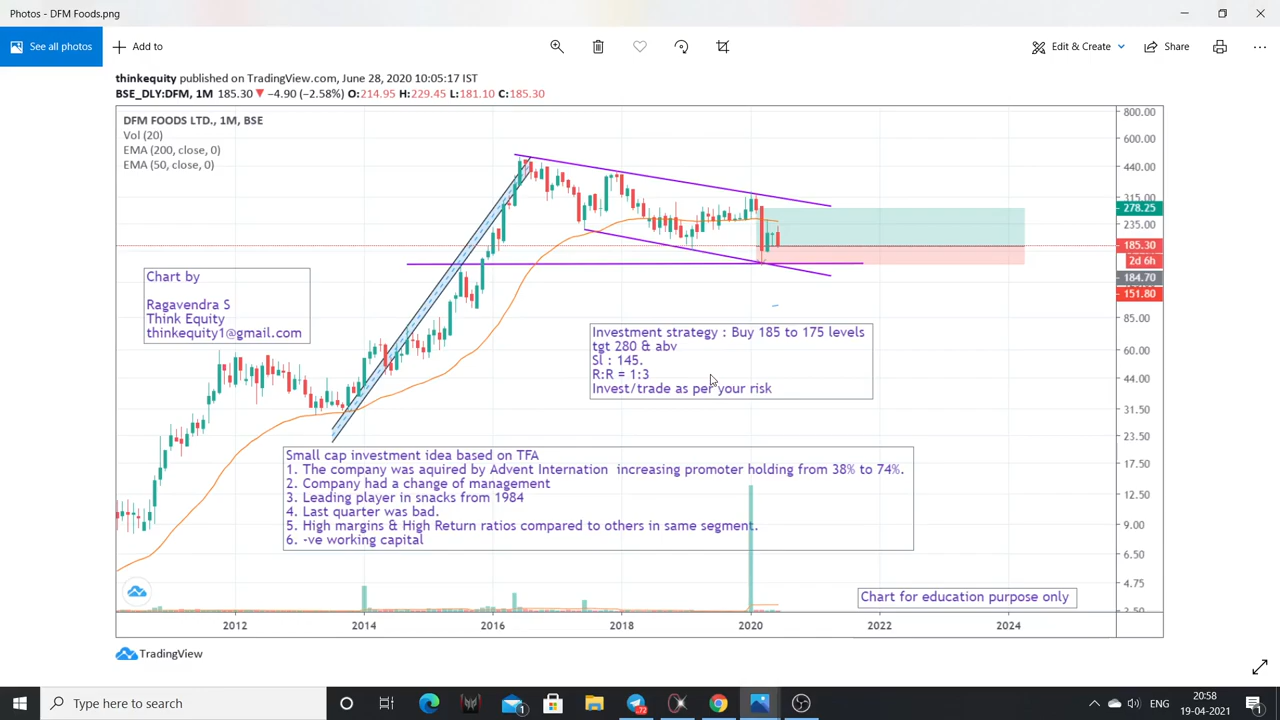 Photos - DFM Foods.png
See all photos
Add to
Edit & Create
Share
thinkequity published on TradingView.com, June 28, 2020 10:05:17 IST
BSE_DLY:DFM, 1M 185.30 ▼ −4.90 (−2.58%) O:214.95 H:229.45 L:181.10 C:185.30
DFM FOODS LTD., 1M, BSE
Vol (20)
EMA (200, close, 0)
EMA (50, close, 0)
800.00
600.00
440.00
315.00
278.25
235.00
185.30
2d 6h
184.70
151.80
85.00
60.00
44.00
31.50
23.50
17.50
12.50
9.00
6.50
4.75
3.50
Chart by
Ragavendra S
Think Equity
thinkequity1@gmail.com
Investment strategy : Buy 185 to 175 levels
tgt 280 & abv
Sl : 145.
R:R = 1:3
Invest/trade as per your risk
Small cap investment idea based on TFA
1. The company was aquired by Advent Internation increasing promoter holding from 38% to 74%.
2. Company had a change of management
3. Leading player in snacks from 1984
4. Last quarter was bad.
5. High margins & High Return ratios compared to others in same segment.
6. -ve working capital
Chart for education purpose only
2012 2014 2016 2018 2020 2022 2024
TradingView
Type here to search
1
72
ENG
20:58
19-04-2021
1